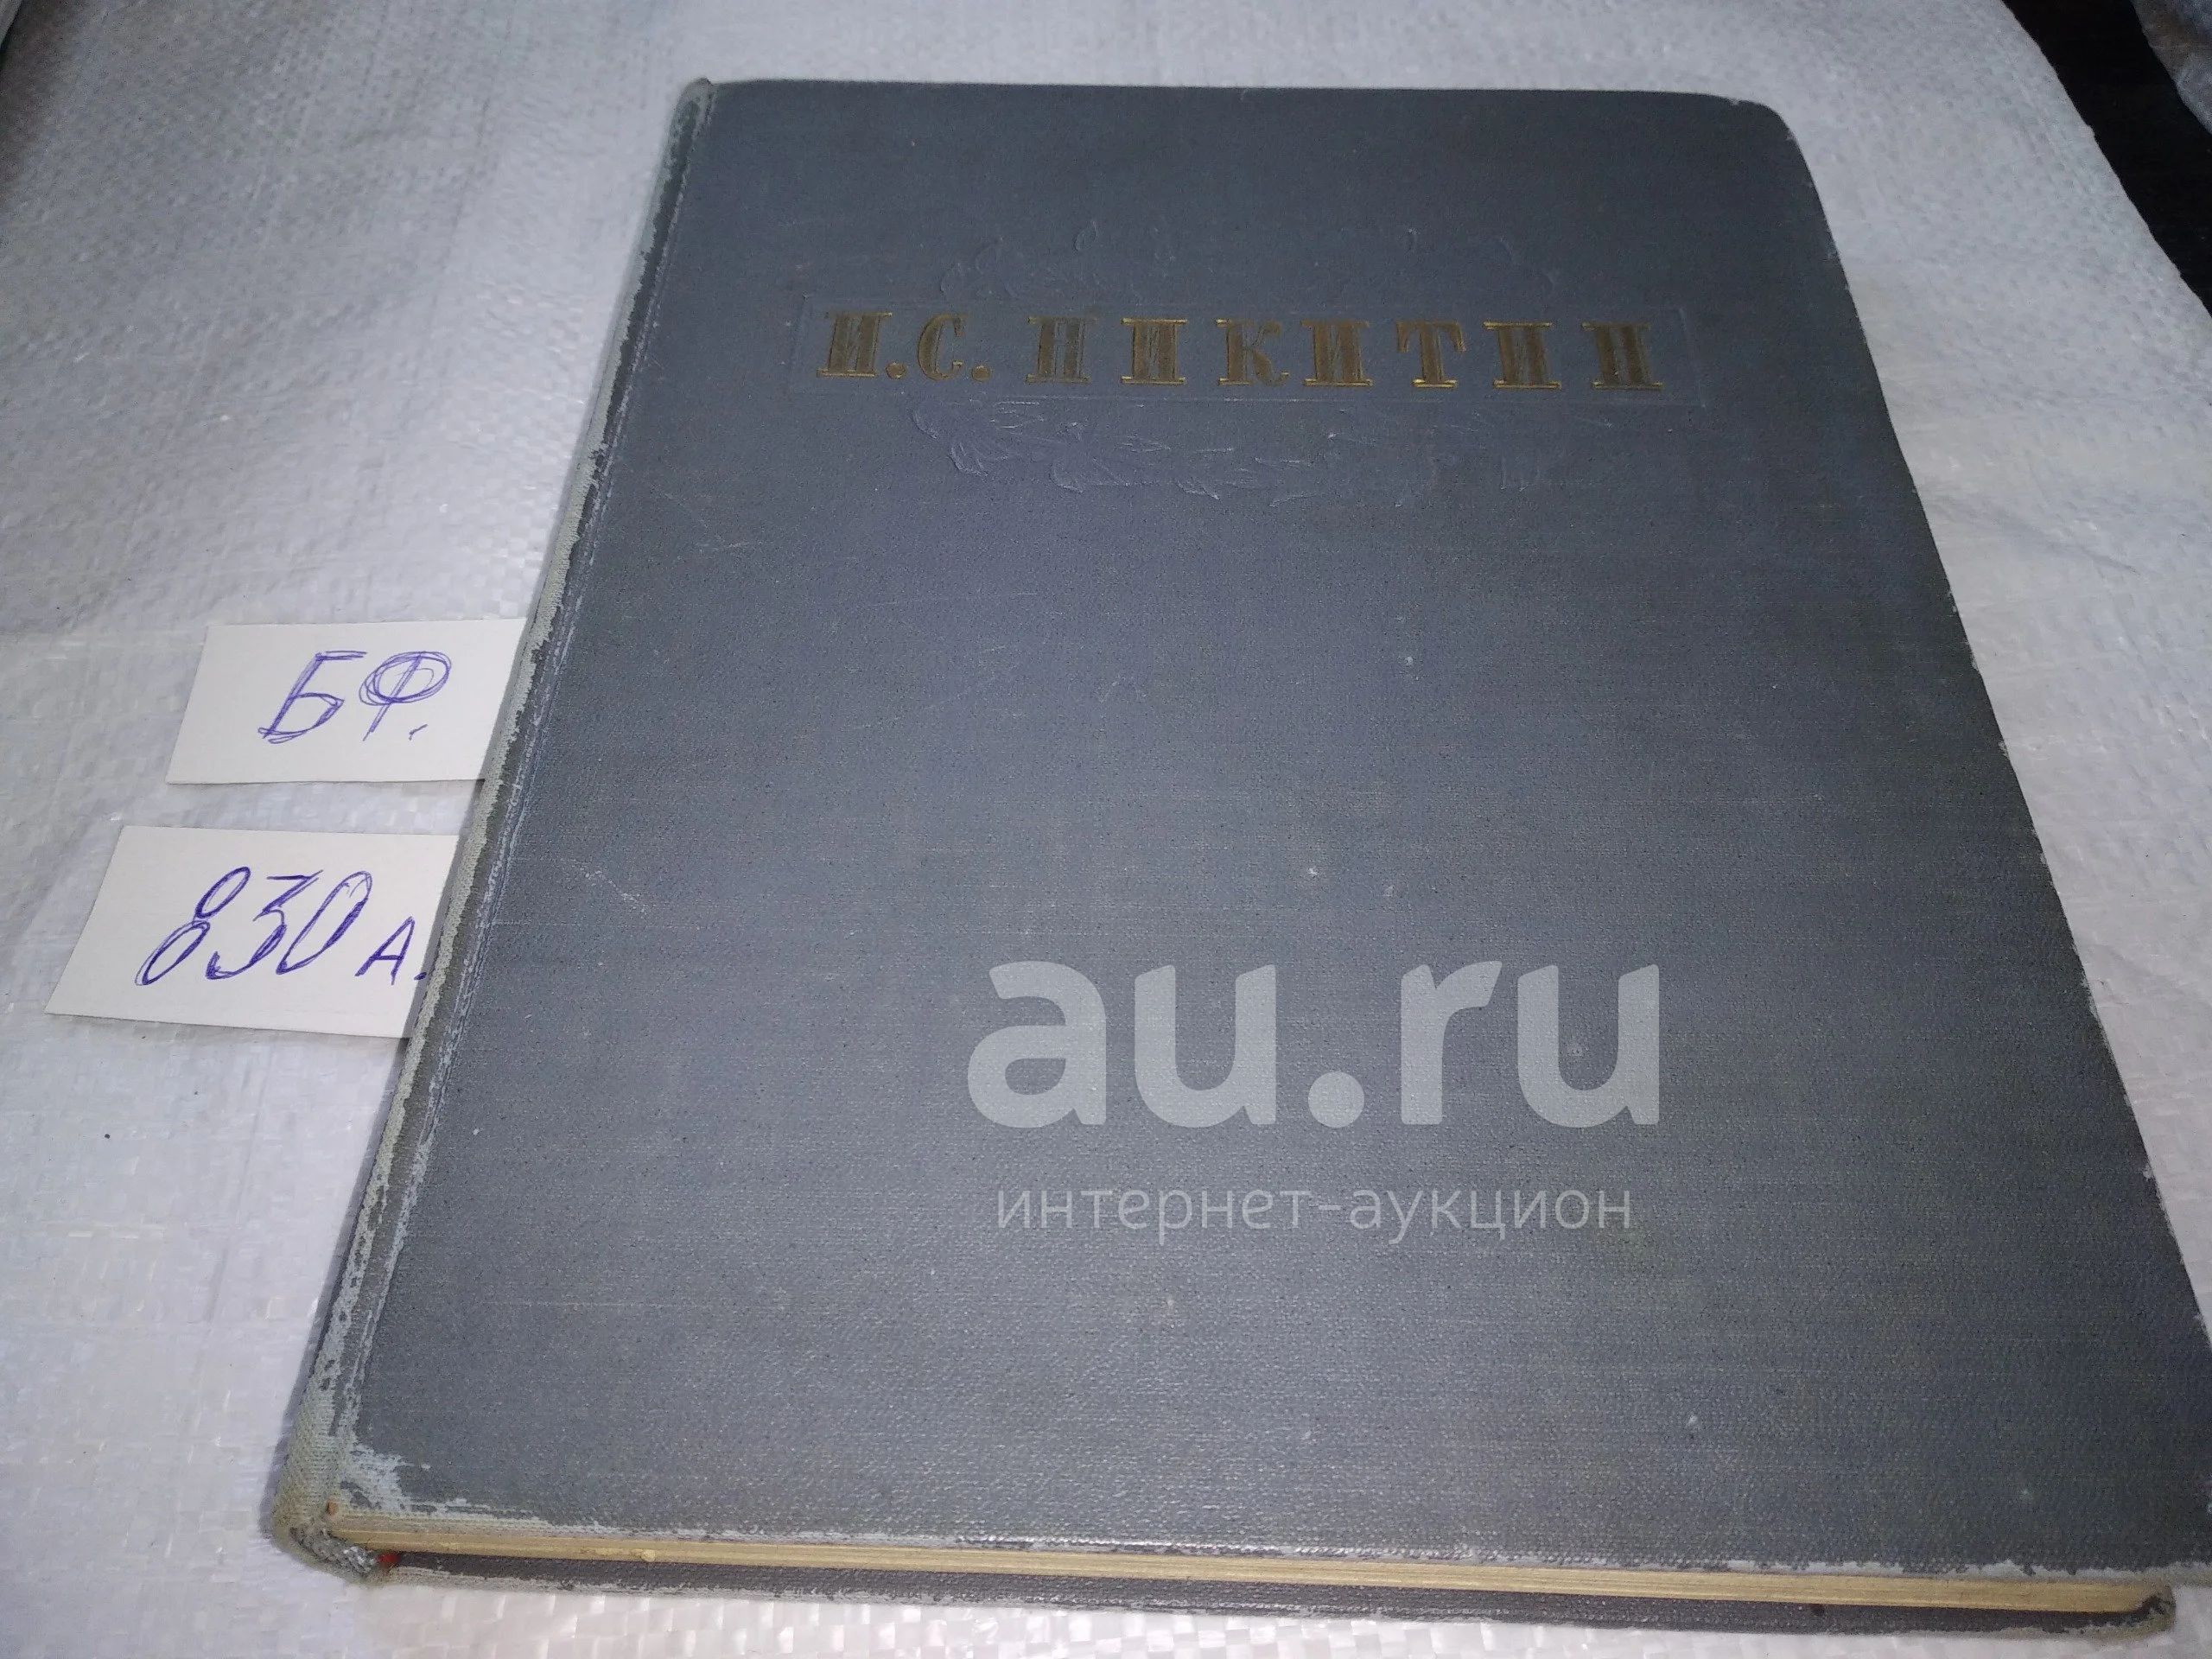 И.С. НИКИТИН
БФ.
830 А.
au.ru
интернет-аукцион